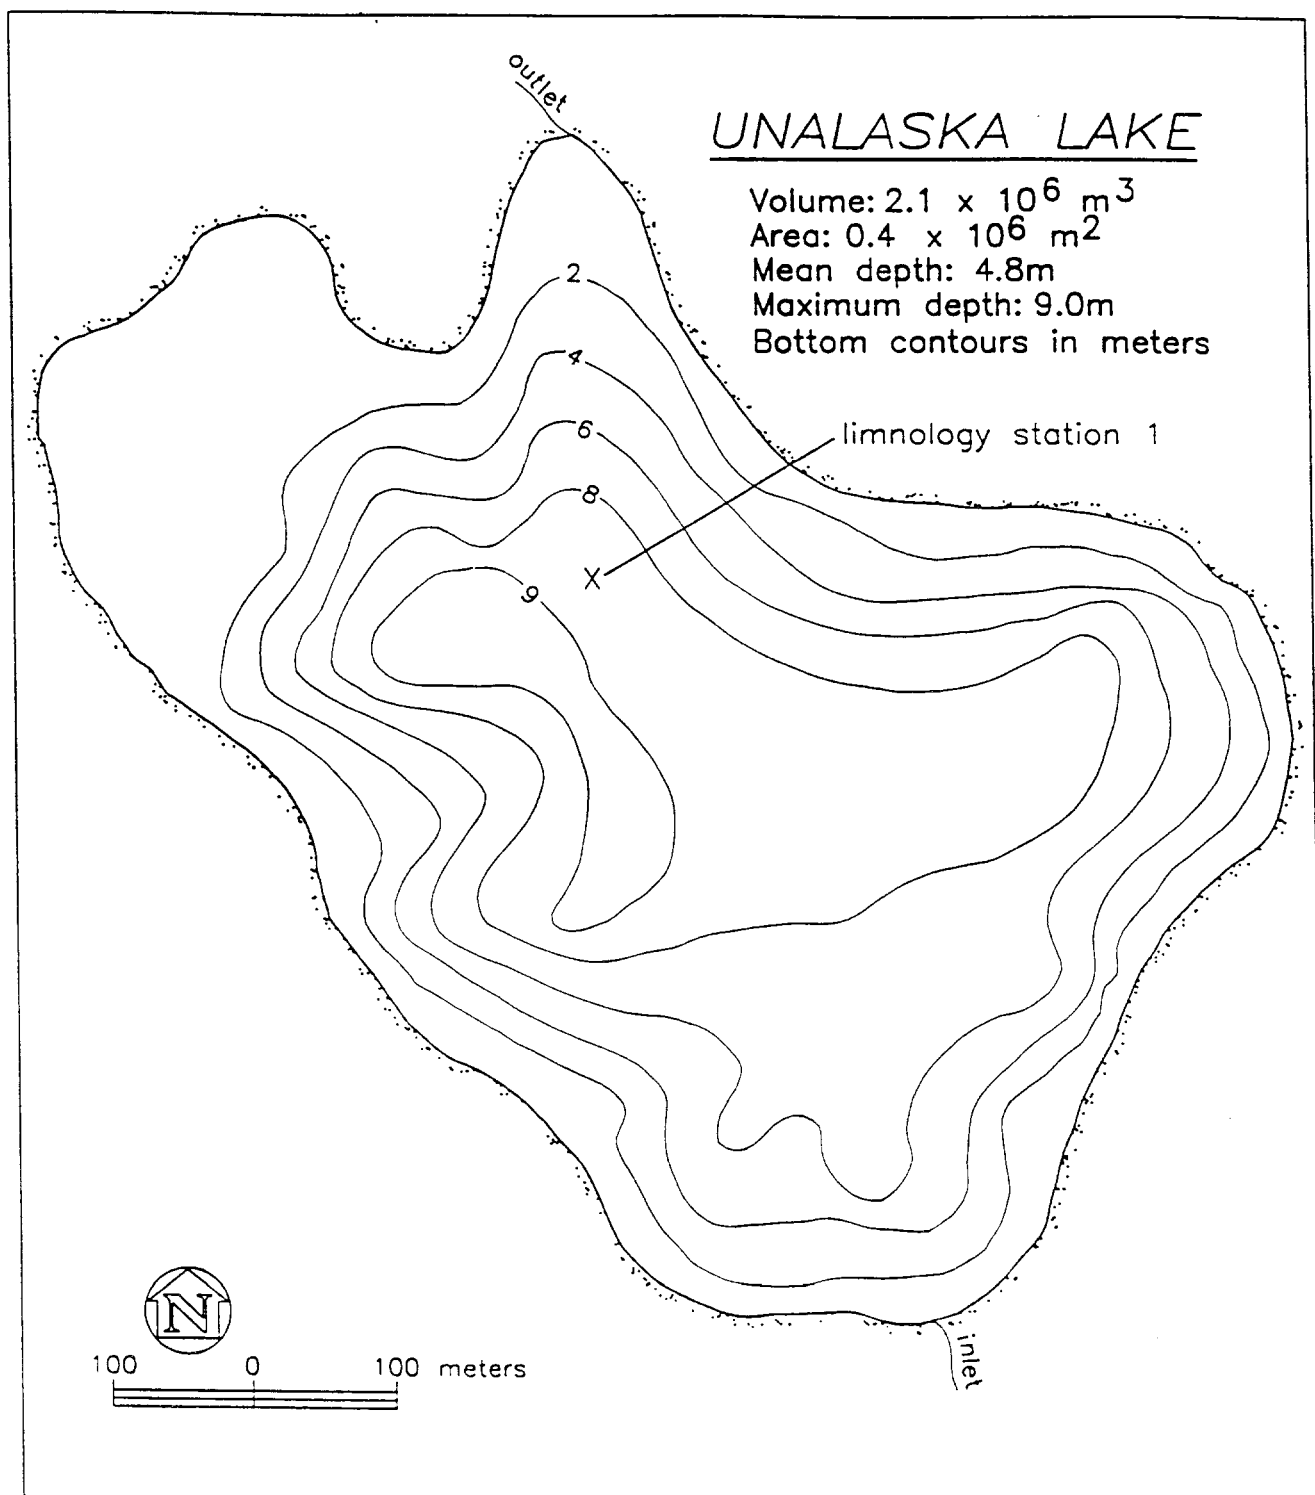 outlet
UNALASKA LAKE
Volume: 2.1 x 10⁶ m³
Area: 0.4 x 10⁶ m²
Mean depth: 4.8m
Maximum depth: 9.0m
Bottom contours in meters
2
4
limnology station 1
6
8
X
9
N
100 0 100 meters
inlet